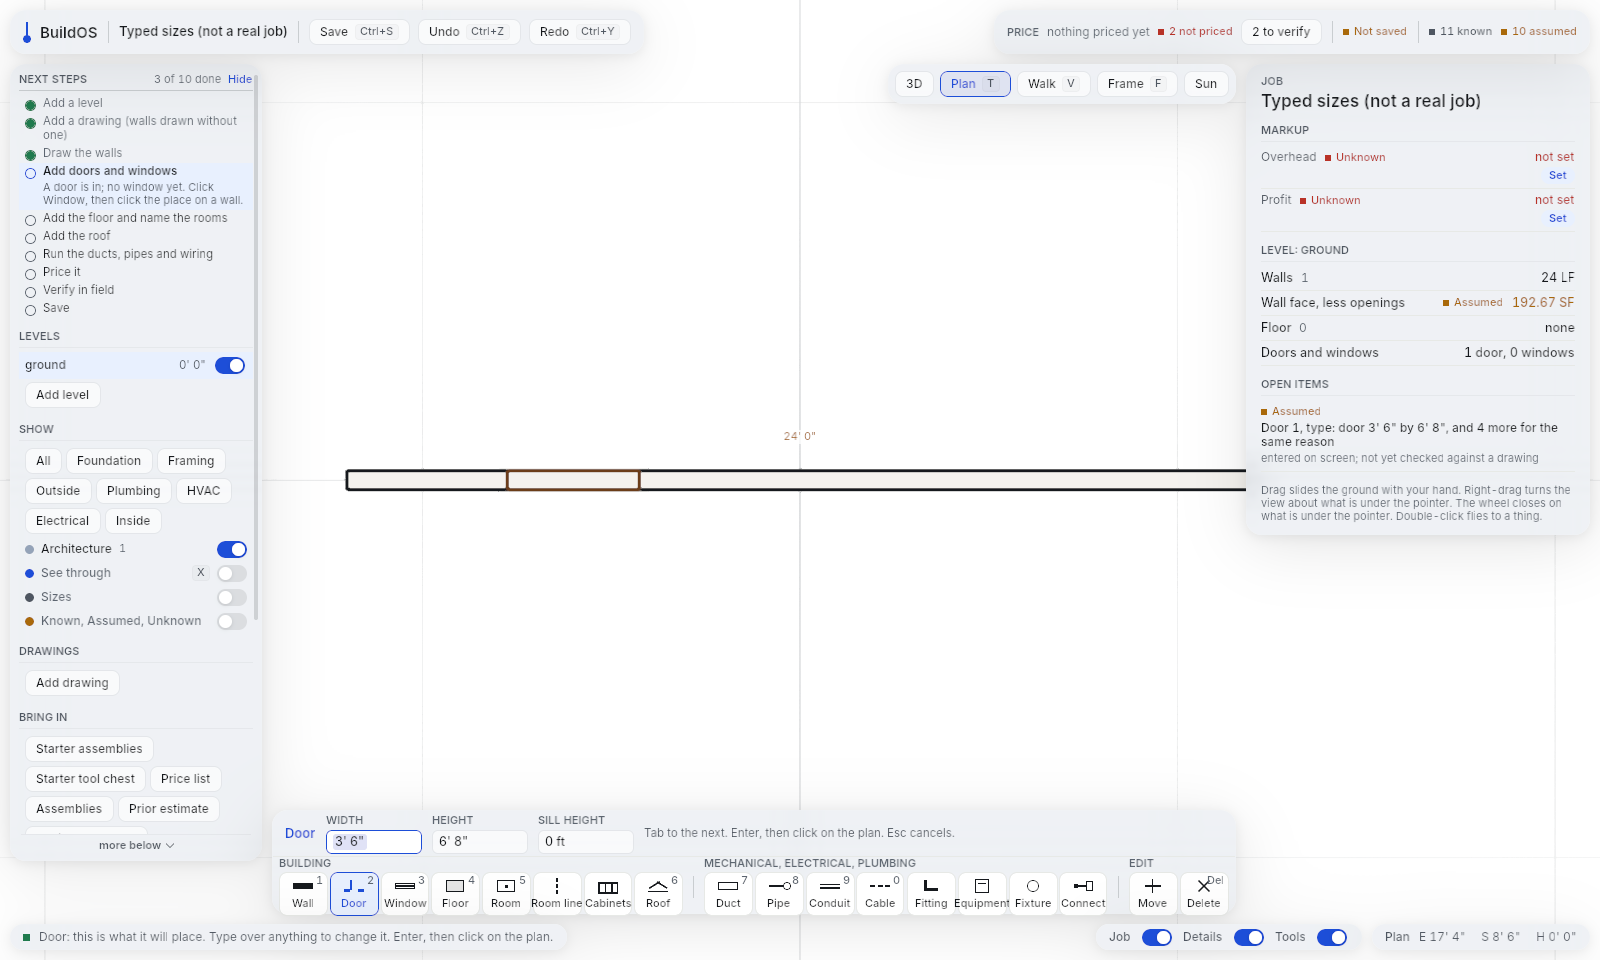 BuildOS
Typed sizes (not a real job)
Save Ctrl+S
Undo Ctrl+Z
Redo Ctrl+Y
PRICE nothing priced yet 2 not priced 2 to verify Not saved 11 known 10 assumed
NEXT STEPS 3 of 10 done Hide
Add a level
Add a drawing (walls drawn without
one)
Draw the walls
Add doors and windows
A door is in; no window yet. Click
Window, then click the place on a wall.
Add the floor and name the rooms
Add the roof
Run the ducts, pipes and wiring
Price it
Verify in field
Save
LEVELS
ground 0' 0"
Add level
SHOW
All Foundation Framing
Outside Plumbing HVAC
Electrical Inside
Architecture 1
See through X
Sizes
Known, Assumed, Unknown
DRAWINGS
Add drawing
BRING IN
Starter assemblies
Starter tool chest Price list
Assemblies Prior estimate
more below
3D Plan T Walk V Frame F Sun
24' 0"
JOB
Typed sizes (not a real job)
MARKUP
Overhead Unknown not set
Set
Profit Unknown not set
Set
LEVEL: GROUND
Walls 1 24 LF
Wall face, less openings Assumed 192.67 SF
Floor 0 none
Doors and windows 1 door, 0 windows
OPEN ITEMS
Assumed
Door 1, type: door 3' 6" by 6' 8", and 4 more for the
same reason
entered on screen; not yet checked against a drawing
Drag slides the ground with your hand. Right-drag turns the
view about what is under the pointer. The wheel closes on
what is under the pointer. Double-click flies to a thing.
WIDTH HEIGHT SILL HEIGHT
Door 3' 6" 6' 8" 0 ft Tab to the next. Enter, then click on the plan. Esc cancels.
BUILDING MECHANICAL, ELECTRICAL, PLUMBING EDIT
1 2 3 4 5 6 7 8 9 0 Del
Wall Door Window Floor Room Room line Cabinets Roof Duct Pipe Conduit Cable Fitting Equipment Fixture Connect Move Delete
Door: this is what it will place. Type over anything to change it. Enter, then click on the plan.
Job Details Tools
Plan E 17' 4" S 8' 6" H 0' 0"